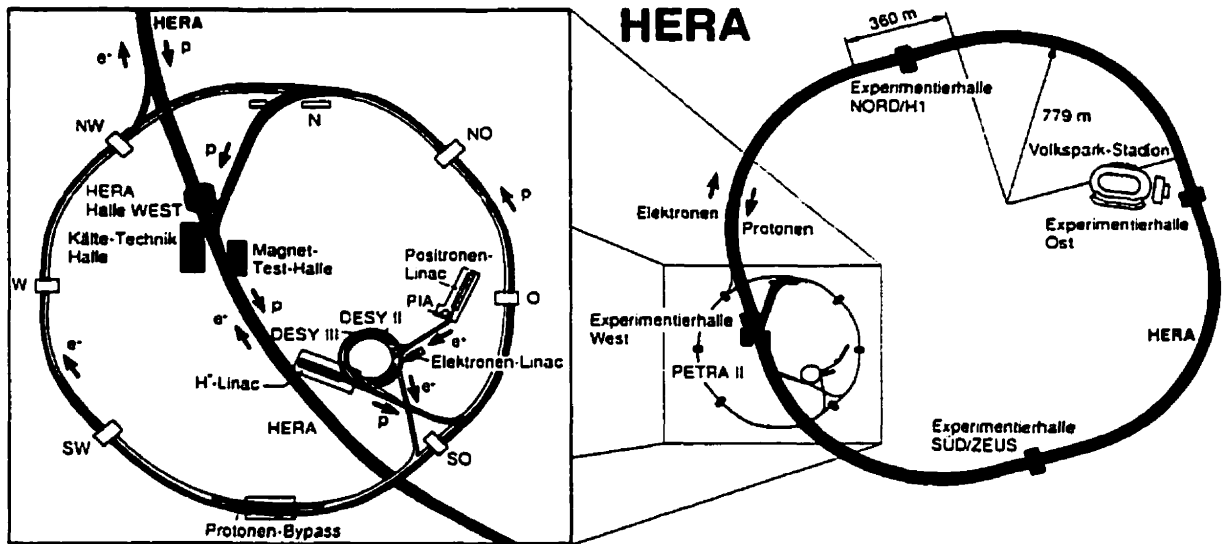 HERA
HERA
360 m
e-
p
Experimentierhalle
NORD/H1
779 m
NW
N
NO
p
p
Volkspark-Stadion
HERA
Halle WEST
Kälte-Technik
Halle
Elektronen
Protonen
Experimentierhalle
Ost
Magnet-
Test-Halle
Positronen-
Linac
PIA
W
O
p
e-
DESY II
DESY III
e-
Elektronen-Linac
Experimentierhalle
West
HERA
PETRA II
e-
H--Linac
e-
p
HERA
SW
SO
Experimentierhalle
SÜD/ZEUS
Protonen-Bypass